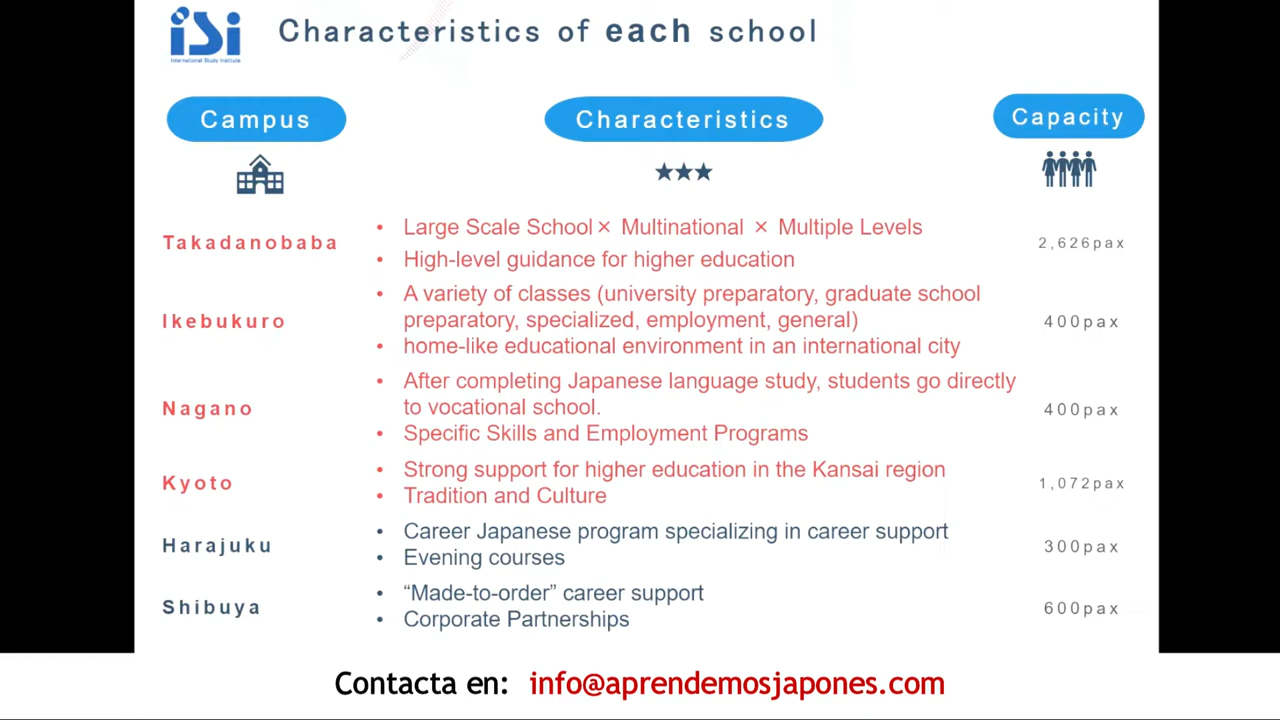 iSi
International Study Institute
Characteristics of each school
Campus
Characteristics
Capacity
Takadanobaba
• Large Scale School× Multinational × Multiple Levels
• High-level guidance for higher education
2,626pax
Ikebukuro
• A variety of classes (university preparatory, graduate school
preparatory, specialized, employment, general)
• home-like educational environment in an international city
400pax
Nagano
• After completing Japanese language study, students go directly
to vocational school.
• Specific Skills and Employment Programs
400pax
Kyoto
• Strong support for higher education in the Kansai region
• Tradition and Culture
1,072pax
Harajuku
• Career Japanese program specializing in career support
• Evening courses
300pax
Shibuya
• “Made-to-order” career support
• Corporate Partnerships
600pax
Contacta en: info@aprendemosjapones.com